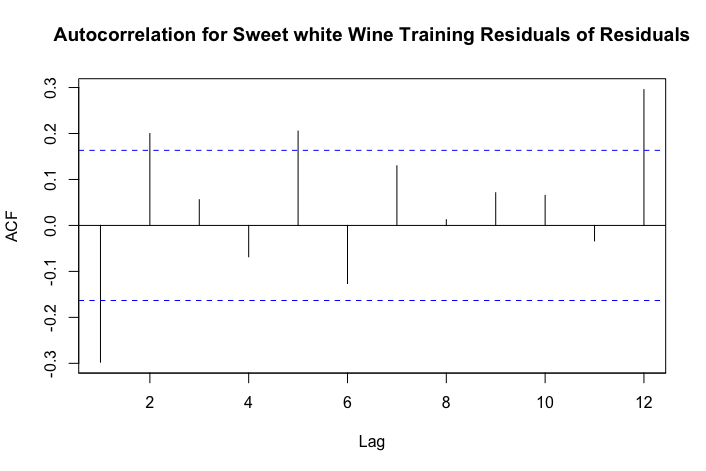 Autocorrelation for Sweet white Wine Training Residuals of Residuals
ACF
0.3
0.2
0.1
0.0
-0.1
-0.2
-0.3
2 4 6 8 10 12
Lag